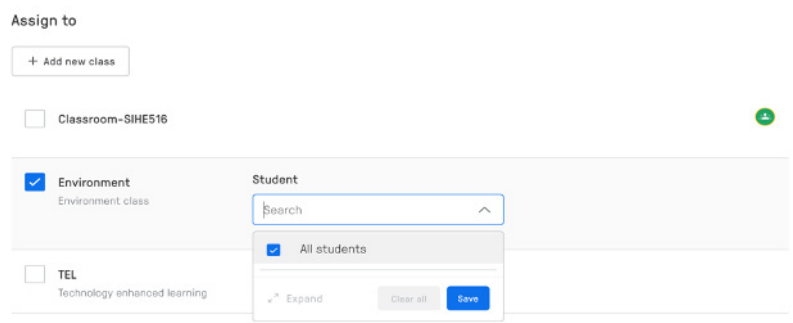 Assign to
+ Add new class
Classroom-SIHE516
Environment
Environment class
Student
Search
All students
TEL
Technology enhanced learning
Expand
Clear all
Save